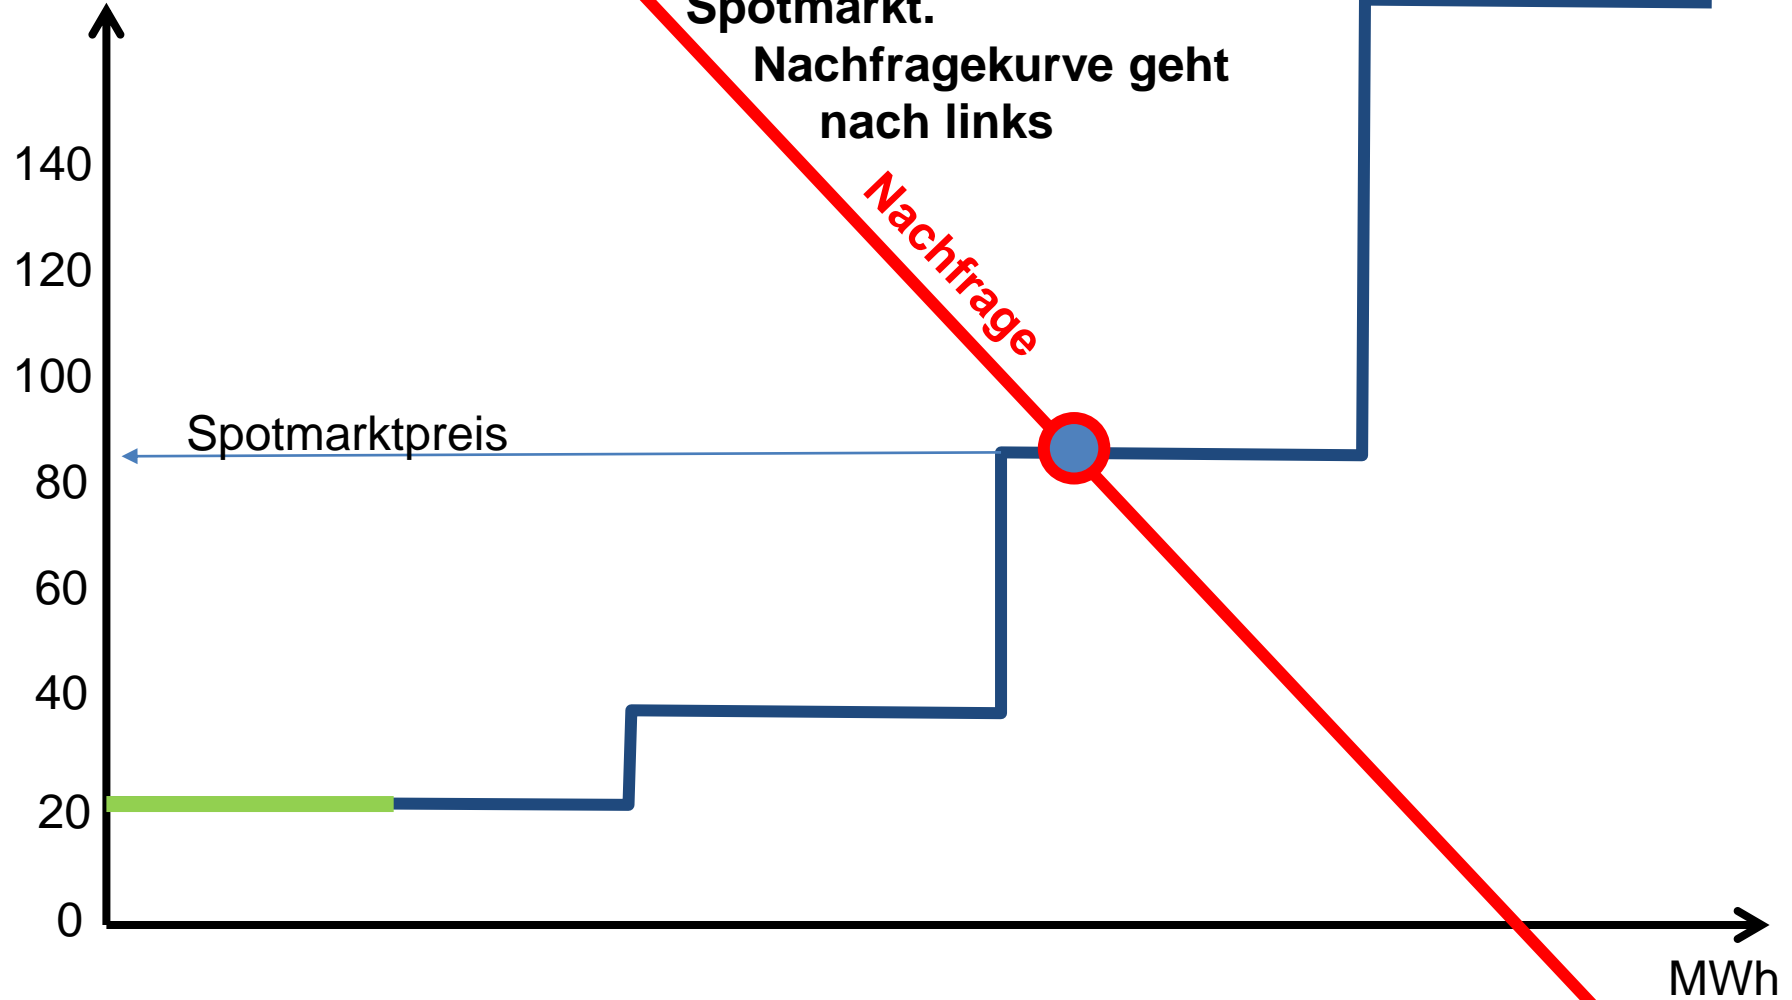 Spotmarkt.
Nachfragekurve geht
nach links
140
Nachfrage
120
100
Spotmarktpreis
80
60
40
20
0
MWh